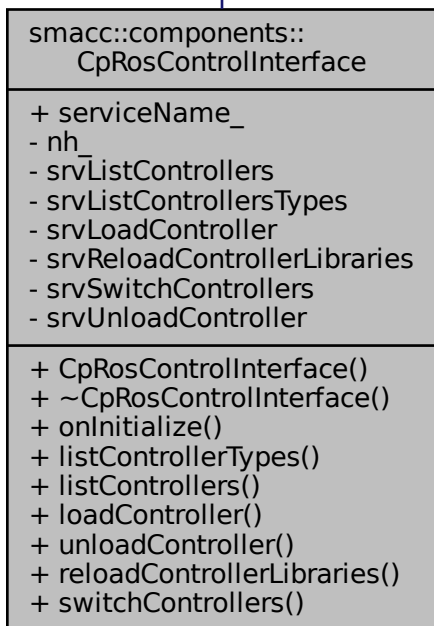 smacc::components::
CpRosControlInterface
+ serviceName_
- nh_
- srvListControllers
- srvListControllersTypes
- srvLoadController
- srvReloadControllerLibraries
- srvSwitchControllers
- srvUnloadController
+ CpRosControlInterface()
+ ~CpRosControlInterface()
+ onInitialize()
+ listControllerTypes()
+ listControllers()
+ loadController()
+ unloadController()
+ reloadControllerLibraries()
+ switchControllers()